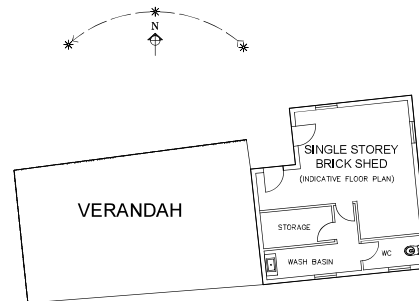 N
SINGLE STOREY
BRICK SHED
(INDICATIVE FLOOR PLAN)
VERANDAH
STORAGE
WASH BASIN
WC